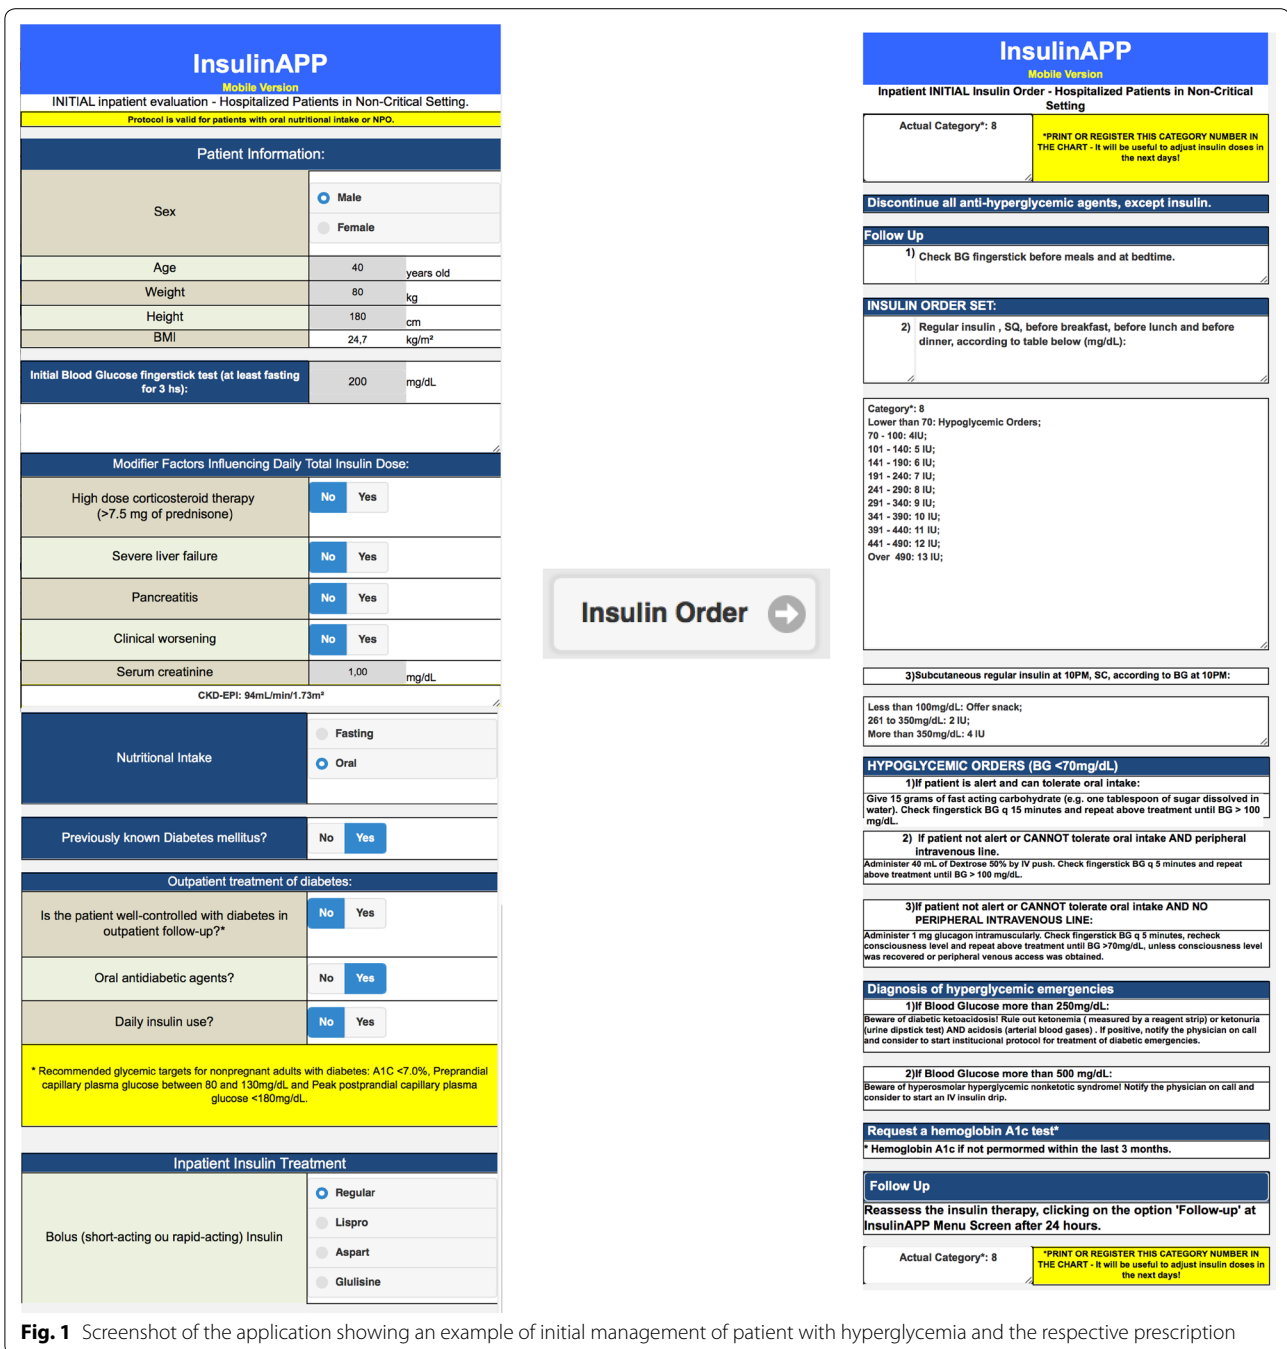 InsulinAPP
Mobile Version
INITIAL inpatient evaluation - Hospitalized Patients in Non-Critical Setting.
Protocol is valid for patients with oral nutritional intake or NPO.
Patient Information:
Sex
Male
Female
Age
40
years old
Weight
80
kg
Height
180
cm
BMI
24,7
kg/m²
Initial Blood Glucose fingerstick test (at least fasting
for 3 hs):
200
mg/dL
Modifier Factors Influencing Daily Total Insulin Dose:
High dose corticosteroid therapy
(>7.5 mg of prednisone)
No Yes
Severe liver failure
No Yes
Pancreatitis
No Yes
Clinical worsening
No Yes
Serum creatinine
1,00
mg/dL
CKD-EPI: 94mL/min/1.73m²
Nutritional Intake
Fasting
Oral
Previously known Diabetes mellitus?
No Yes
Outpatient treatment of diabetes:
Is the patient well-controlled with diabetes in
outpatient follow-up?*
No Yes
Oral antidiabetic agents?
No Yes
Daily insulin use?
No Yes
* Recommended glycemic targets for nonpregnant adults with diabetes: A1C <7.0%, Preprandial
capillary plasma glucose between 80 and 130mg/dL and Peak postprandial capillary plasma
glucose <180mg/dL.
Inpatient Insulin Treatment
Bolus (short-acting ou rapid-acting) Insulin
Regular
Lispro
Aspart
Glulisine
Insulin Order
InsulinAPP
Mobile Version
Inpatient INITIAL Insulin Order - Hospitalized Patients in Non-Critical
Setting
Actual Category*: 8
*PRINT OR REGISTER THIS CATEGORY NUMBER IN
THE CHART - It will be useful to adjust insulin doses in
the next days!
Discontinue all anti-hyperglycemic agents, except insulin.
Follow Up
1) Check BG fingerstick before meals and at bedtime.
INSULIN ORDER SET:
2) Regular insulin , SQ, before breakfast, before lunch and before
dinner, according to table below (mg/dL):
Category*: 8
Lower than 70: Hypoglycemic Orders;
70 - 100: 4IU;
101 - 140: 5 IU;
141 - 190: 6 IU;
191 - 240: 7 IU;
241 - 290: 8 IU;
291 - 340: 9 IU;
341 - 390: 10 IU;
391 - 440: 11 IU;
441 - 490: 12 IU;
Over 490: 13 IU;
3)Subcutaneous regular insulin at 10PM, SC, according to BG at 10PM:
Less than 100mg/dL: Offer snack;
261 to 350mg/dL: 2 IU;
More than 350mg/dL: 4 IU
HYPOGLYCEMIC ORDERS (BG <70mg/dL)
1)If patient is alert and can tolerate oral intake:
Give 15 grams of fast acting carbohydrate (e.g. one tablespoon of sugar dissolved in
water). Check fingerstick BG q 15 minutes and repeat above treatment until BG > 100
mg/dL.
2) If patient not alert or CANNOT tolerate oral intake AND peripheral
intravenous line.
Administer 40 mL of Dextrose 50% by IV push. Check fingerstick BG q 5 minutes and repeat
above treatment until BG > 100 mg/dL.
3)If patient not alert or CANNOT tolerate oral intake AND NO
PERIPHERAL INTRAVENOUS LINE:
Administer 1 mg glucagon intramuscularly. Check fingerstick BG q 5 minutes, recheck
consciousness level and repeat above treatment until BG >70mg/dL, unless consciousness level
was recovered or peripheral venous access was obtained.
Diagnosis of hyperglycemic emergencies
1)If Blood Glucose more than 250mg/dL:
Beware of diabetic ketoacidosis! Rule out ketonemia ( measured by a reagent strip) or ketonuria
(urine dipstick test) AND acidosis (arterial blood gases) . If positive, notify the physician on call
and consider to start institucional protocol for treatment of diabetic emergencies.
2)If Blood Glucose more than 500 mg/dL:
Beware of hyperosmolar hyperglycemic nonketotic syndrome! Notify the physician on call and
consider to start an IV insulin drip.
Request a hemoglobin A1c test*
* Hemoglobin A1c if not permormed within the last 3 months.
Follow Up
Reassess the insulin therapy, clicking on the option 'Follow-up' at
InsulinAPP Menu Screen after 24 hours.
Actual Category*: 8
*PRINT OR REGISTER THIS CATEGORY NUMBER IN
THE CHART - It will be useful to adjust insulin doses in
the next days!
Fig. 1 Screenshot of the application showing an example of initial management of patient with hyperglycemia and the respective prescription